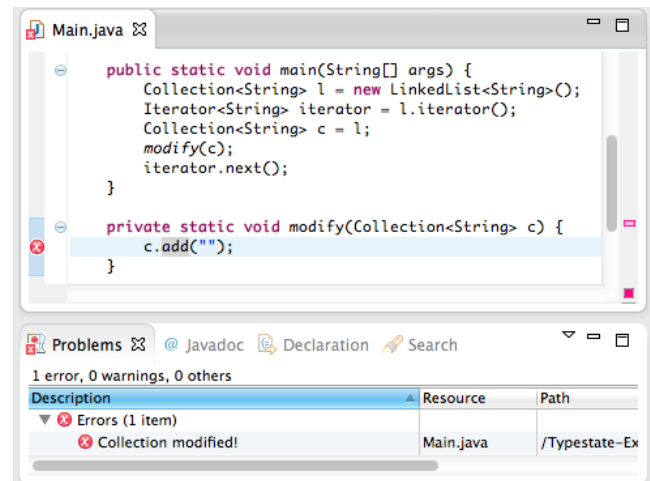 Main.java
public static void main(String[] args) {
Collection<String> l = new LinkedList<String>();
Iterator<String> iterator = l.iterator();
Collection<String> c = l;
modify(c);
iterator.next();
}
private static void modify(Collection<String> c) {
c.add("");
}
Problems @ Javadoc Declaration Search
1 error, 0 warnings, 0 others
Description Resource Path
Errors (1 item)
Collection modified! Main.java /Typestate-Ex